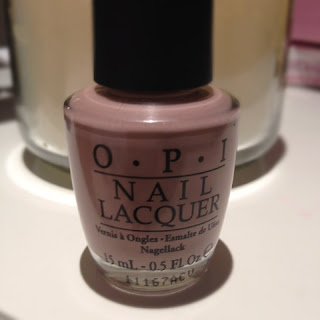 O·P·I
NAIL
LACQUER
Vernis à Ongles - Esmalte de Uñas
Nagellack
15 mL - 0.5 Fl Oz ℮